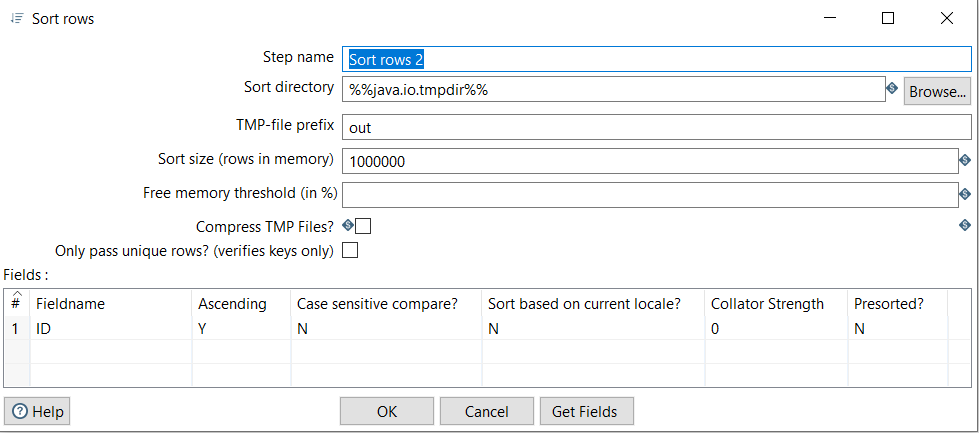 Sort rows
Step name Sort rows 2
Sort directory %%java.io.tmpdir%% Browse...
TMP-file prefix out
Sort size (rows in memory) 1000000
Free memory threshold (in %)
Compress TMP Files?
Only pass unique rows? (verifies keys only)
Fields :
# Fieldname Ascending Case sensitive compare? Sort based on current locale? Collator Strength Presorted?
1 ID Y N N 0 N
Help OK Cancel Get Fields